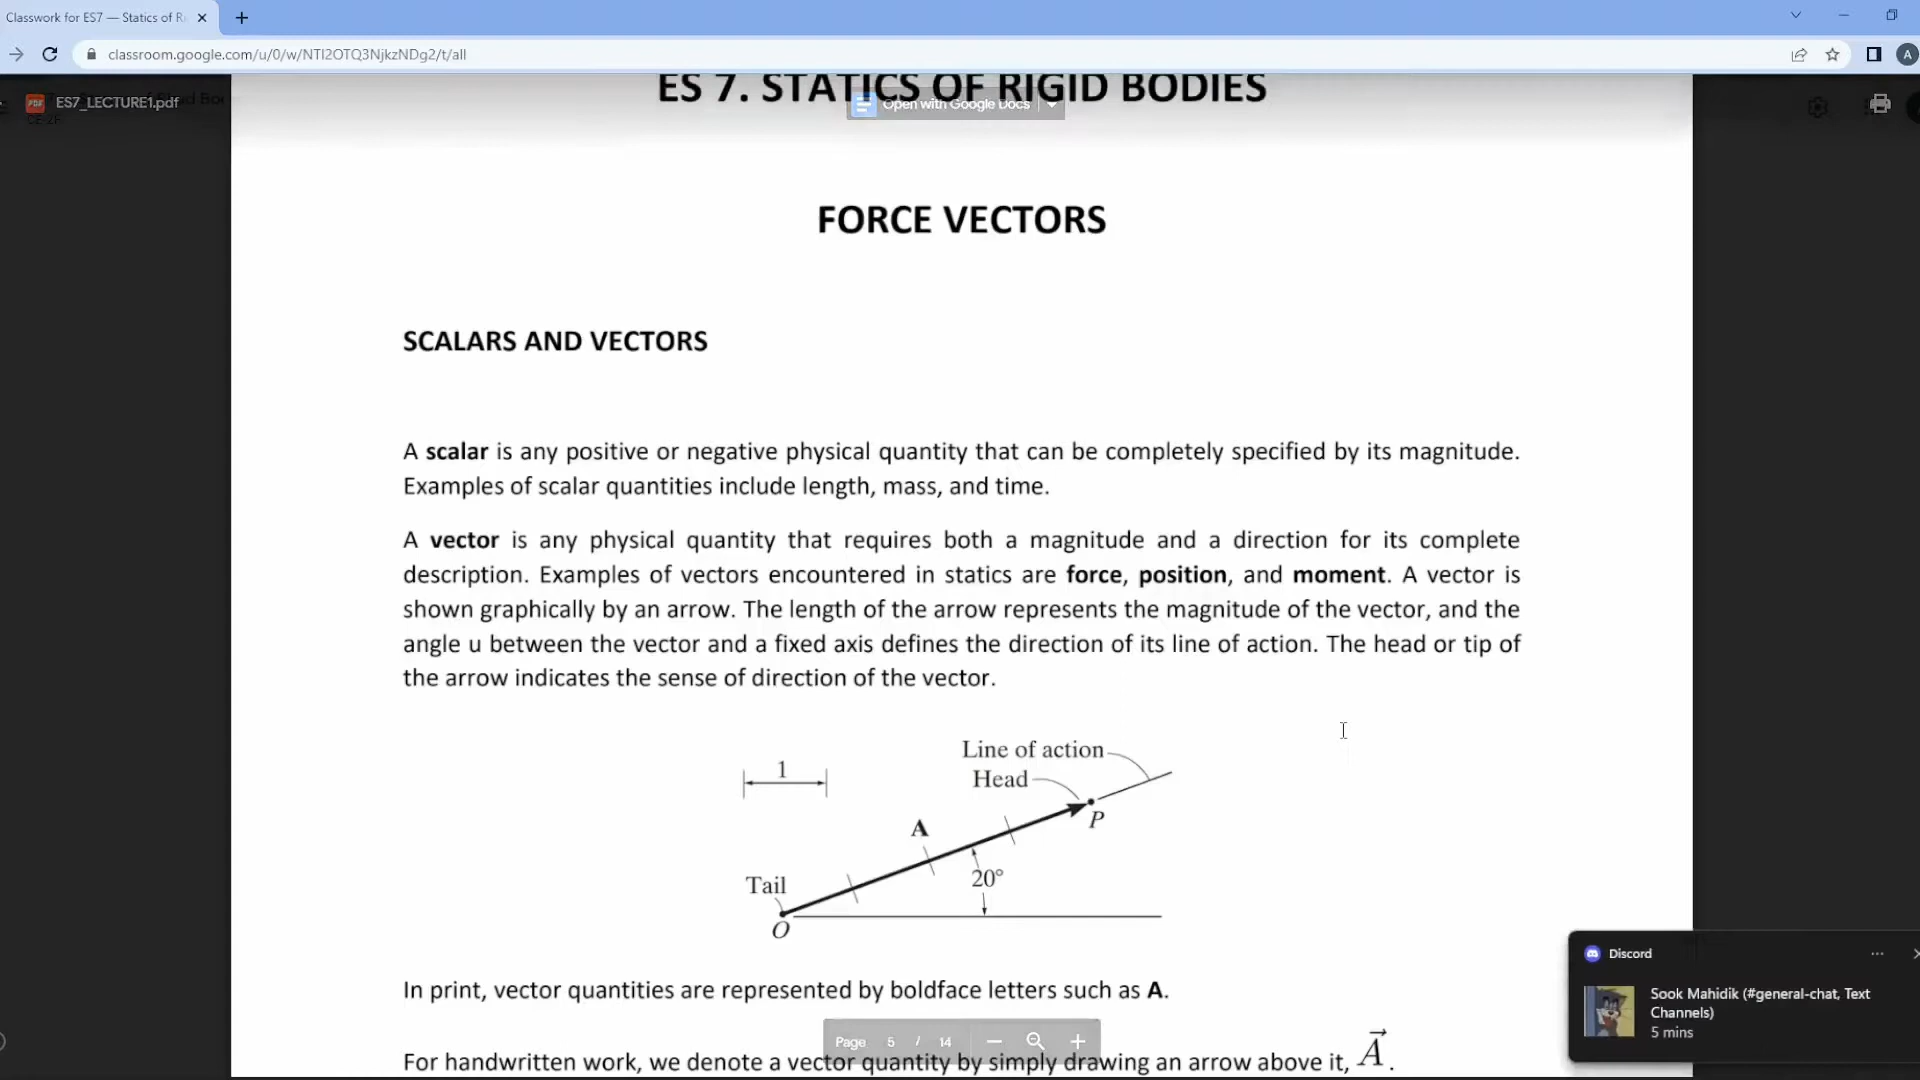 Classwork for ES7 — Statics of Ri
classroom.google.com/u/0/w/NTI2OTQ3NjkzNDg2/t/all
A
ES7_LECTURE1.pdf
CE-2F
Open with Google Docs
ES 7. STATICS OF RIGID BODIES
FORCE VECTORS
SCALARS AND VECTORS
A scalar is any positive or negative physical quantity that can be completely specified by its magnitude.
Examples of scalar quantities include length, mass, and time.
A vector is any physical quantity that requires both a magnitude and a direction for its complete
description. Examples of vectors encountered in statics are force, position, and moment. A vector is
shown graphically by an arrow. The length of the arrow represents the magnitude of the vector, and the
angle u between the vector and a fixed axis defines the direction of its line of action. The head or tip of
the arrow indicates the sense of direction of the vector.
Line of action
1
Head
P
A
20°
Tail
O
In print, vector quantities are represented by boldface letters such as A.
Page 5 / 14
For handwritten work, we denote a vector quantity by simply drawing an arrow above it, $\vec{A}$.
Discord
Sook Mahidik (#general-chat, Text
Channels)
5 mins